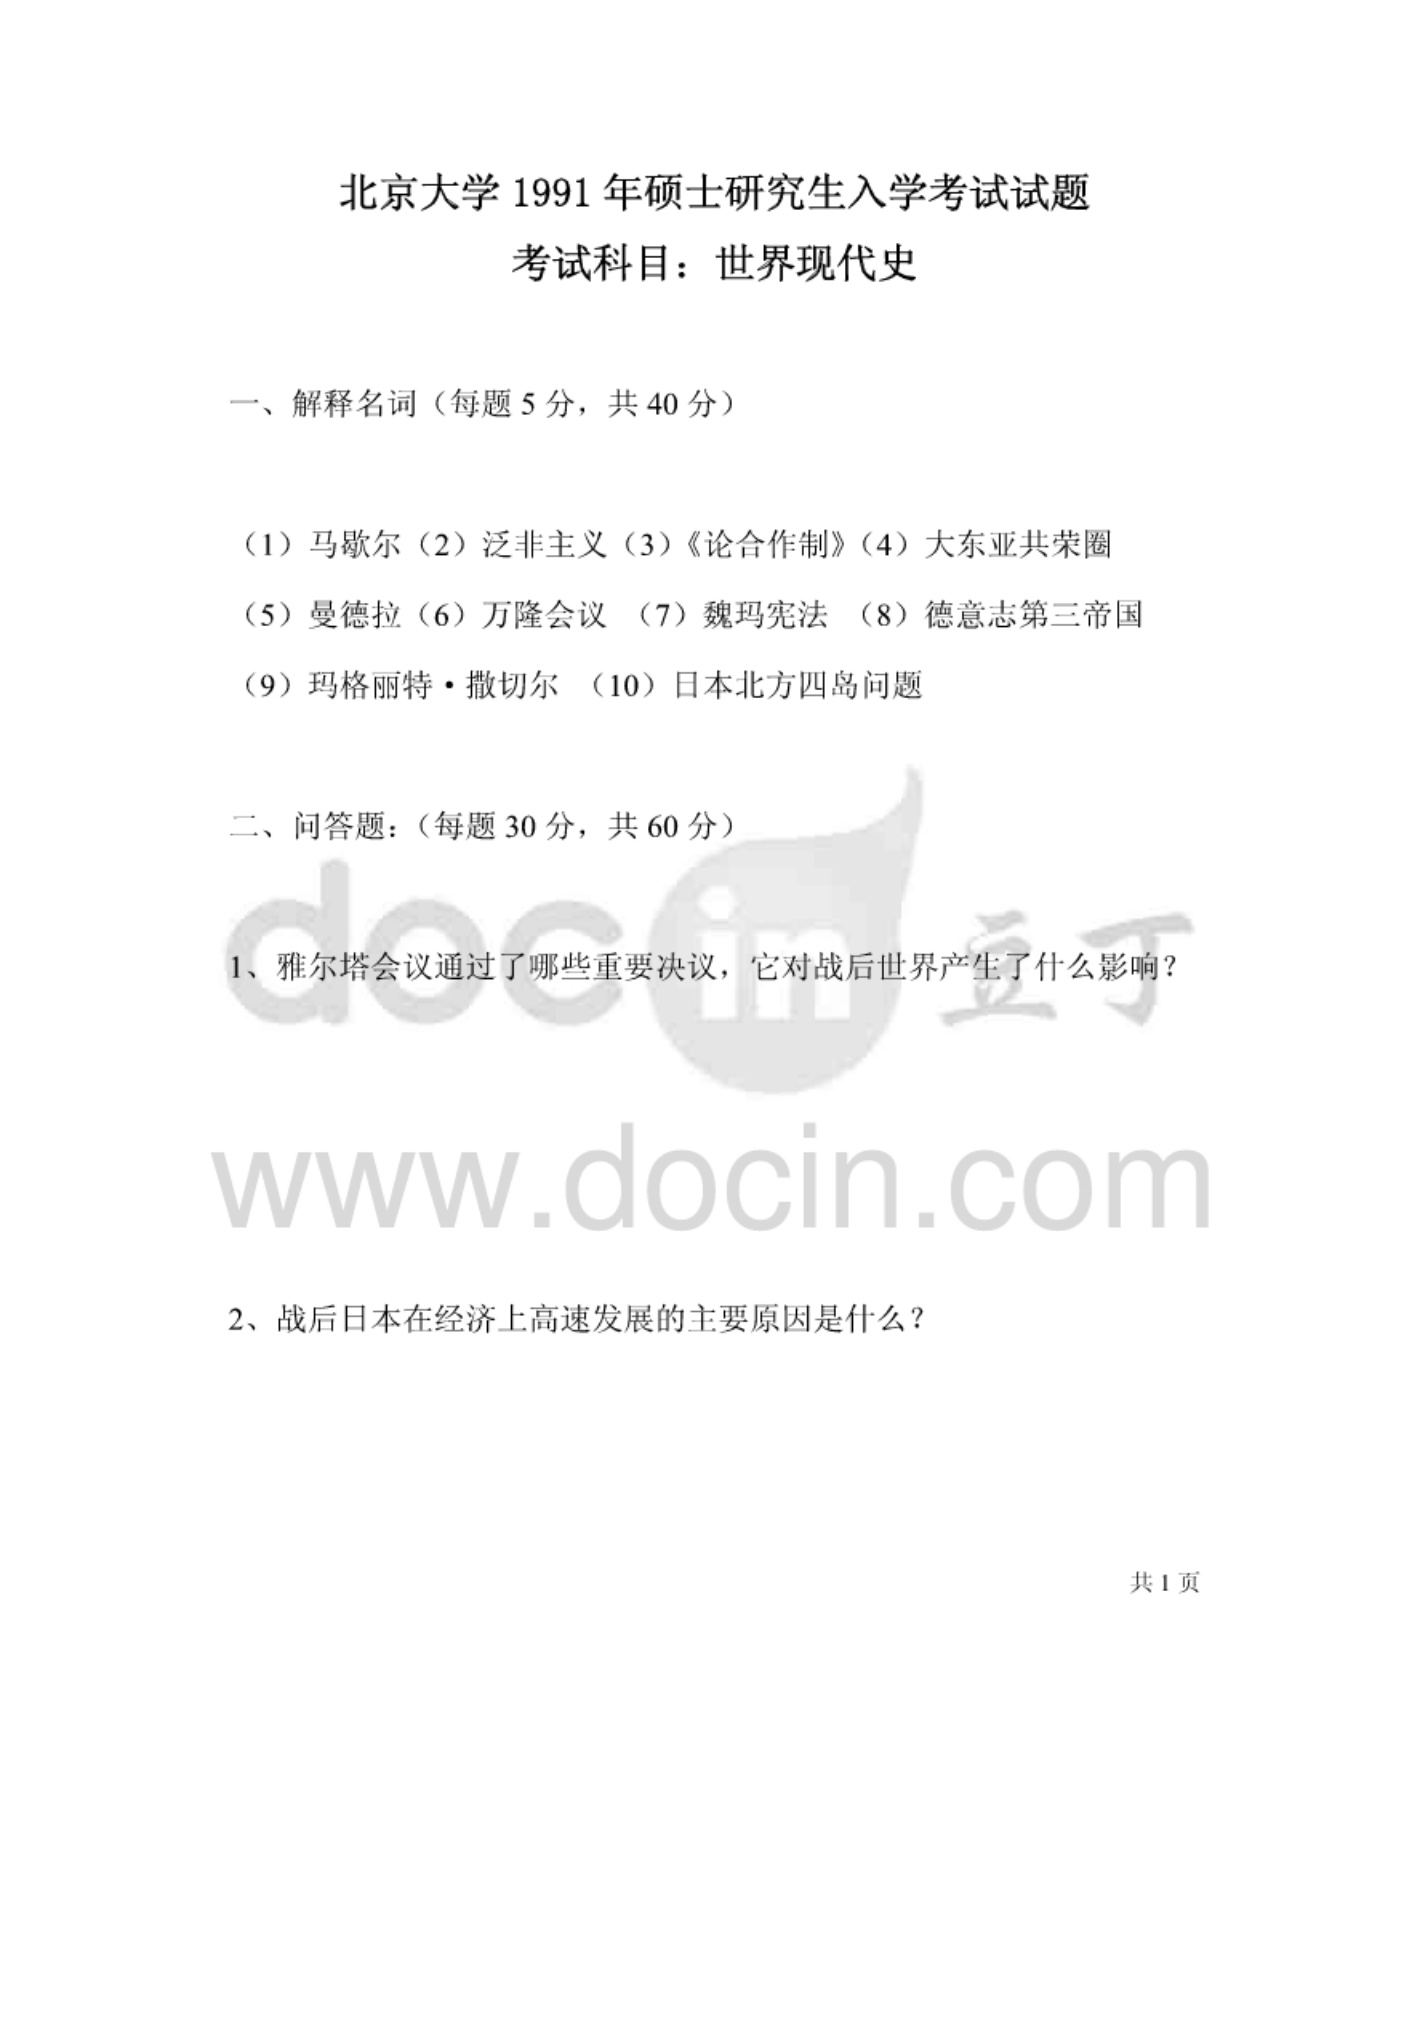 北京大学 1991 年硕士研究生入学考试试题
考试科目：世界现代史
一、解释名词（每题 5 分，共 40 分）
（1）马歇尔（2）泛非主义（3）《论合作制》（4）大东亚共荣圈
（5）曼德拉（6）万隆会议 （7）魏玛宪法 （8）德意志第三帝国
（9）玛格丽特·撒切尔 （10）日本北方四岛问题
二、问答题：（每题 30 分，共 60 分）
docin 豆丁
1、雅尔塔会议通过了哪些重要决议，它对战后世界产生了什么影响？
www.docin.com
2、战后日本在经济上高速发展的主要原因是什么？
共 1 页